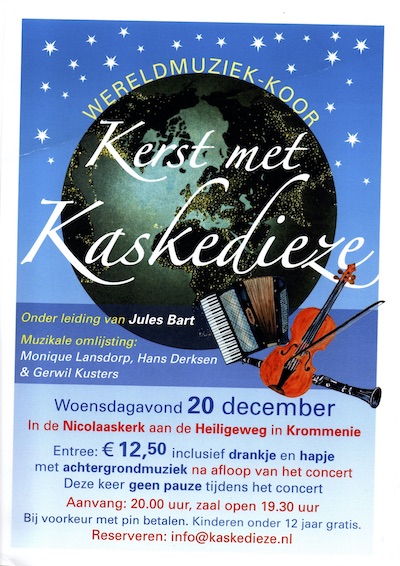 WERELDMUZIEK-KOOR
Kerst met
Kaskedieze
Onder leiding van Jules Bart
Muzikale omlijsting:
Monique Lansdorp, Hans Derksen
& Gerwil Kusters
Woensdagavond 20 december
In de Nicolaaskerk aan de Heiligeweg in Krommenie
Entree: € 12,50 inclusief drankje en hapje
met achtergrondmuziek na afloop van het concert
Deze keer geen pauze tijdens het concert
Aanvang: 20.00 uur, zaal open 19.30 uur
Bij voorkeur met pin betalen. Kinderen onder 12 jaar gratis.
Reserveren: info@kaskedieze.nl